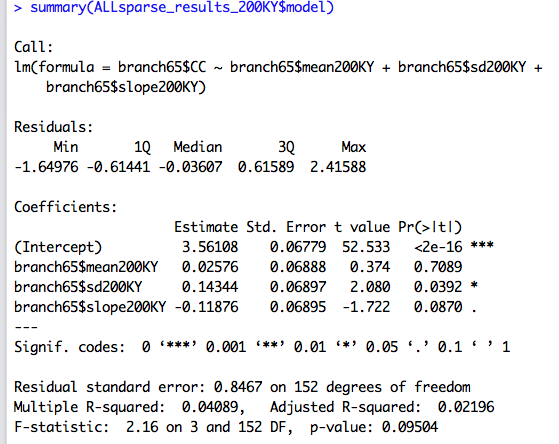 > summary(ALLsparse_results_200KY$model)
Call:
lm(formula = branch65$CC ~ branch65$mean200KY + branch65$sd200KY +
    branch65$slope200KY)
Residuals:
     Min       1Q   Median       3Q      Max
-1.64976 -0.61441 -0.03607  0.61589  2.41588
Coefficients:
                    Estimate Std. Error t value Pr(>|t|)
(Intercept)          3.56108    0.06779  52.533   <2e-16 ***
branch65$mean200KY   0.02576    0.06888   0.374   0.7089
branch65$sd200KY     0.14344    0.06897   2.080   0.0392 *
branch65$slope200KY -0.11876    0.06895  -1.722   0.0870 .
---
Signif. codes:  0 ‘***’ 0.001 ‘**’ 0.01 ‘*’ 0.05 ‘.’ 0.1 ‘ ’ 1
Residual standard error: 0.8467 on 152 degrees of freedom
Multiple R-squared:  0.04089,	Adjusted R-squared:  0.02196
F-statistic:  2.16 on 3 and 152 DF,  p-value: 0.09504